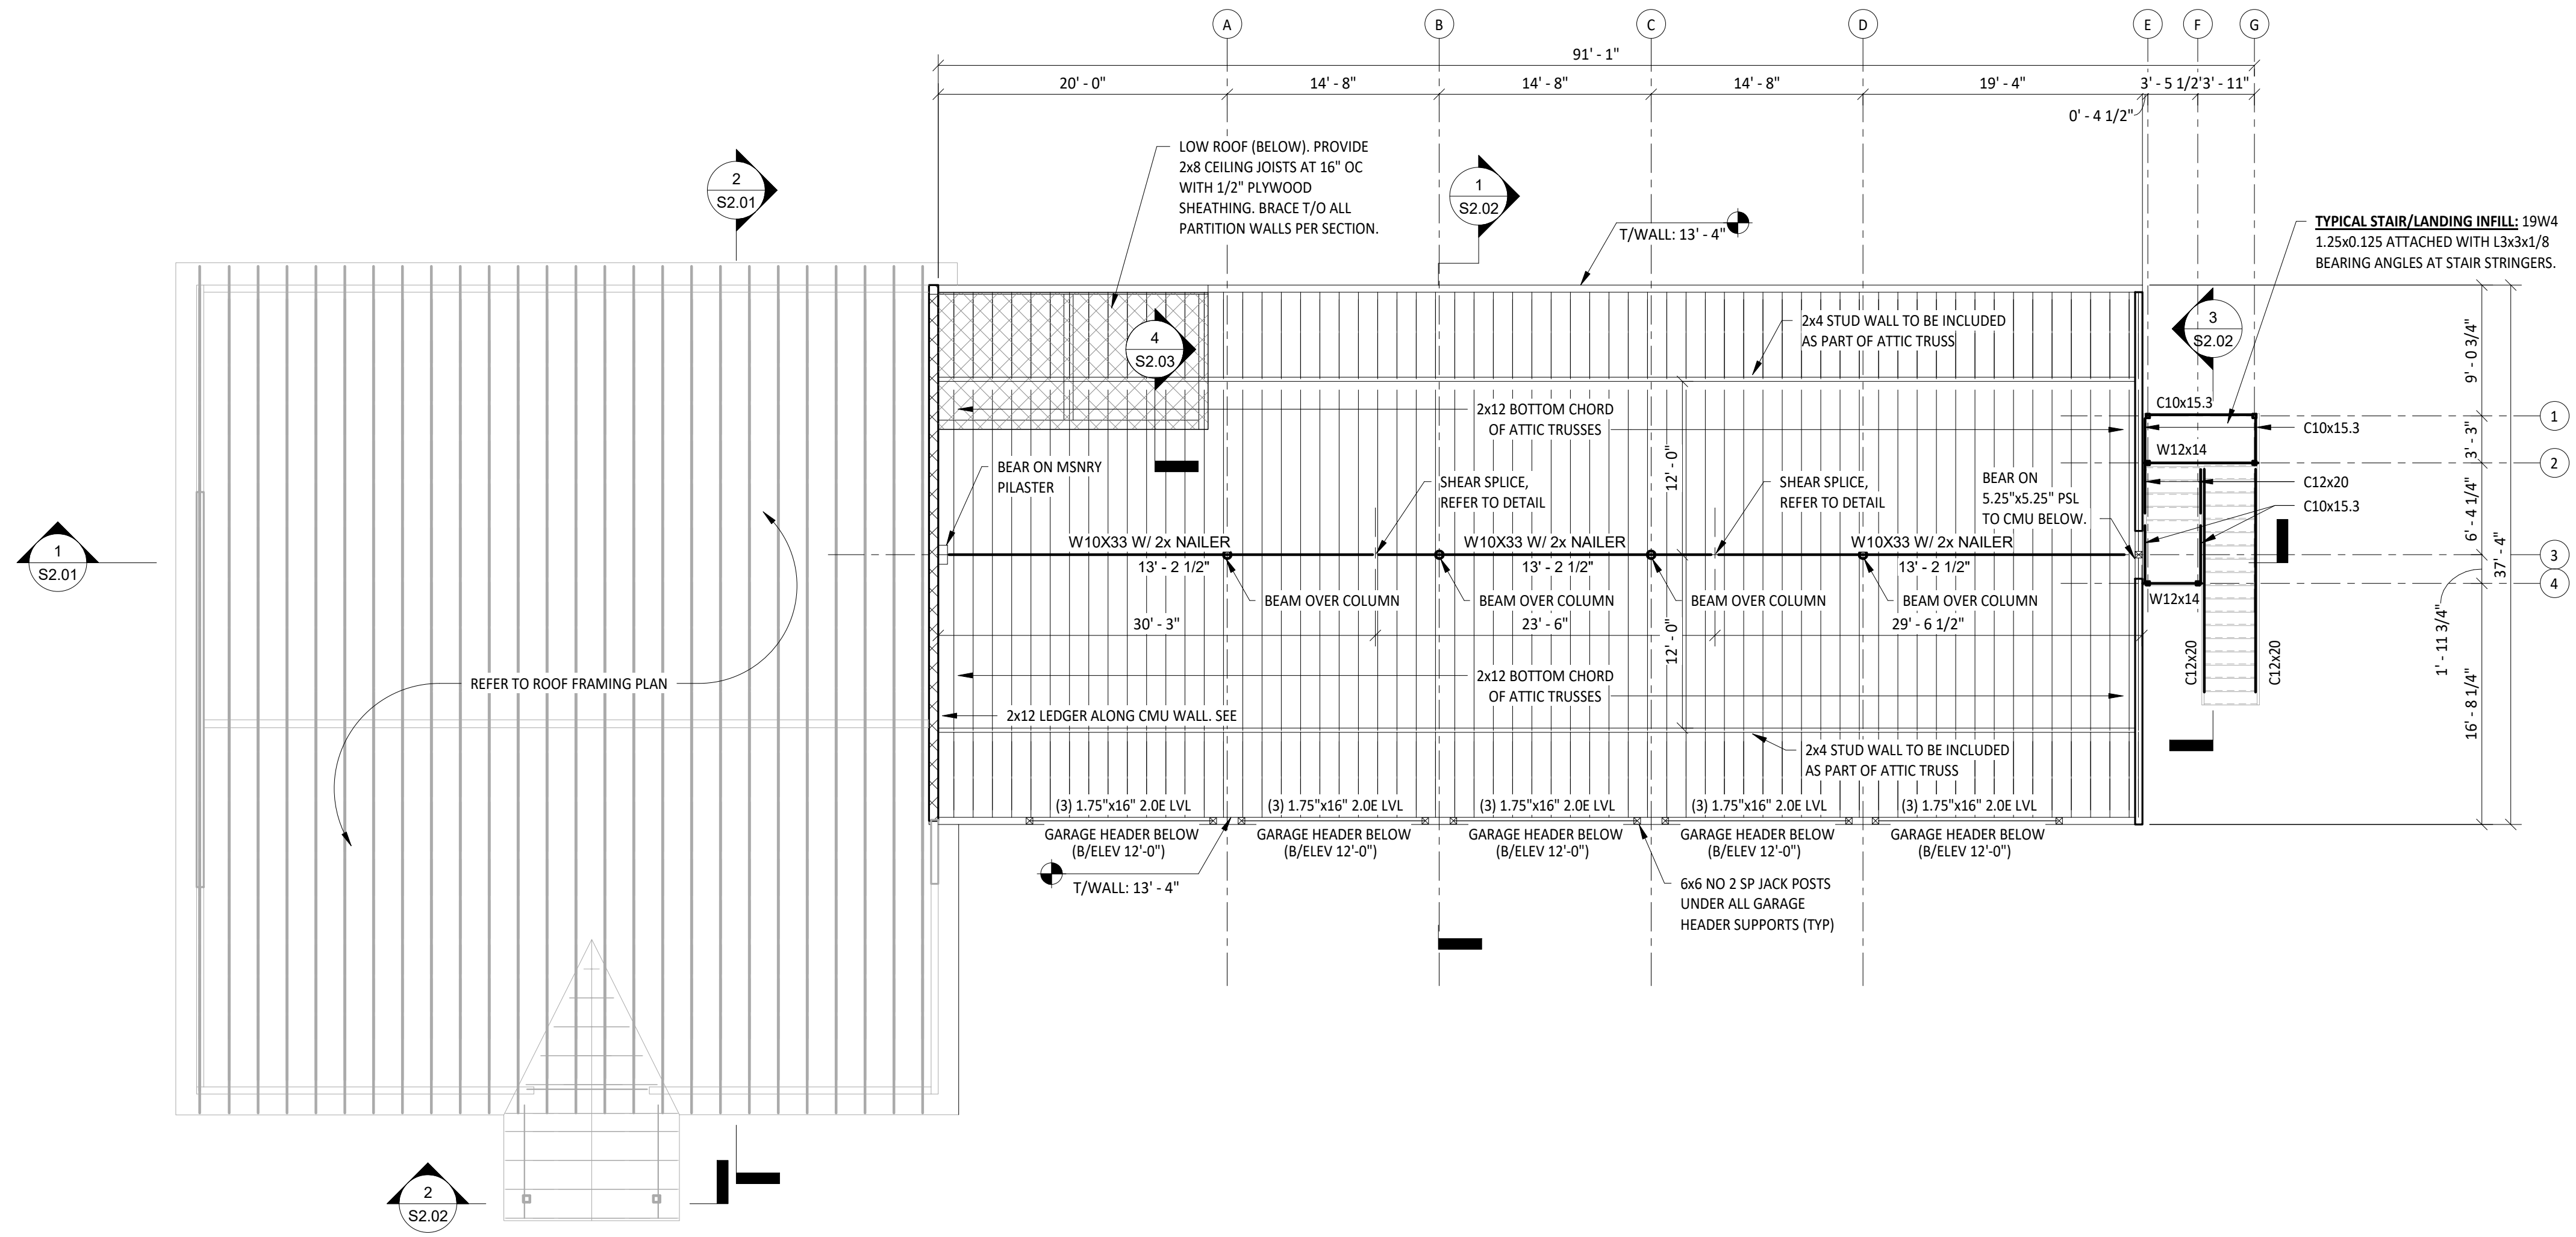 A
B
C
D
E
F
G
91' - 1"
20' - 0"
14' - 8"
14' - 8"
14' - 8"
19' - 4"
3' - 5 1/2"
3' - 11"
0' - 4 1/2"
LOW ROOF (BELOW). PROVIDE
2x8 CEILING JOISTS AT 16" OC
WITH 1/2" PLYWOOD
SHEATHING. BRACE T/O ALL
PARTITION WALLS PER SECTION.
2
S2.01
1
S2.02
T/WALL: 13' - 4"
TYPICAL STAIR/LANDING INFILL: 19W4
1.25x0.125 ATTACHED WITH L3x3x1/8
BEARING ANGLES AT STAIR STRINGERS.
4
S2.03
2x4 STUD WALL TO BE INCLUDED
AS PART OF ATTIC TRUSS
3
S2.02
9' - 0 3/4"
C10x15.3
1
2x12 BOTTOM CHORD
OF ATTIC TRUSSES
C10x15.3
3' - 3"
12' - 0"
W12x14
2
BEAR ON MSNRY
PILASTER
SHEAR SPLICE,
REFER TO DETAIL
SHEAR SPLICE,
REFER TO DETAIL
BEAR ON
5.25"x5.25" PSL
TO CMU BELOW.
C12x20
C10x15.3
6' - 4 1/4"
37' - 4"
1
S2.01
W10X33 W/ 2x NAILER
13' - 2 1/2"
W10X33 W/ 2x NAILER
13' - 2 1/2"
W10X33 W/ 2x NAILER
13' - 2 1/2"
3
4
BEAM OVER COLUMN
BEAM OVER COLUMN
BEAM OVER COLUMN
BEAM OVER COLUMN
W12x14
30' - 3"
23' - 6"
29' - 6 1/2"
12' - 0"
1' - 11 3/4"
C12x20
C12x20
16' - 8 1/4"
REFER TO ROOF FRAMING PLAN
2x12 BOTTOM CHORD
OF ATTIC TRUSSES
2x12 LEDGER ALONG CMU WALL. SEE
2x4 STUD WALL TO BE INCLUDED
AS PART OF ATTIC TRUSS
(3) 1.75"x16" 2.0E LVL
(3) 1.75"x16" 2.0E LVL
(3) 1.75"x16" 2.0E LVL
(3) 1.75"x16" 2.0E LVL
(3) 1.75"x16" 2.0E LVL
GARAGE HEADER BELOW
(B/ELEV 12'-0")
GARAGE HEADER BELOW
(B/ELEV 12'-0")
GARAGE HEADER BELOW
(B/ELEV 12'-0")
GARAGE HEADER BELOW
(B/ELEV 12'-0")
GARAGE HEADER BELOW
(B/ELEV 12'-0")
T/WALL: 13' - 4"
6x6 NO 2 SP JACK POSTS
UNDER ALL GARAGE
HEADER SUPPORTS (TYP)
2
S2.02